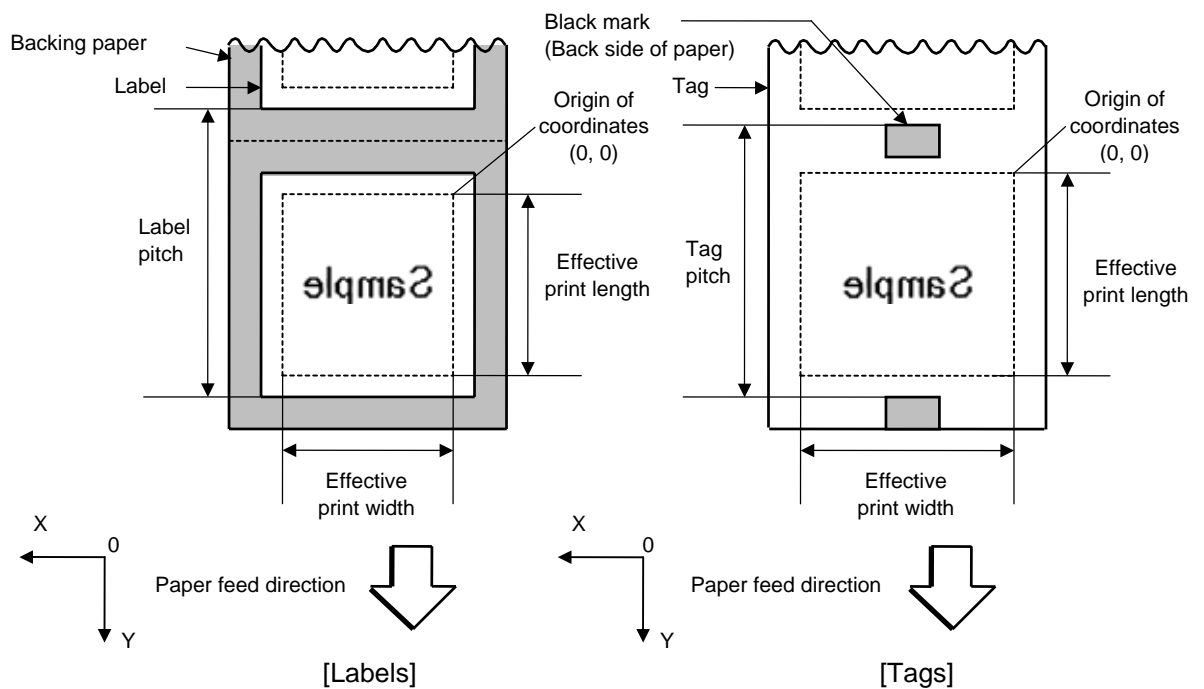 Backing paper
Label
Origin of
coordinates
(0, 0)
Label
pitch
Sample
Effective
print length
Effective
print width
X
0
Y
Paper feed direction
[Labels]
Black mark
(Back side of paper)
Tag
Origin of
coordinates
(0, 0)
Tag
pitch
Sample
Effective
print length
Effective
print width
X
0
Y
Paper feed direction
[Tags]